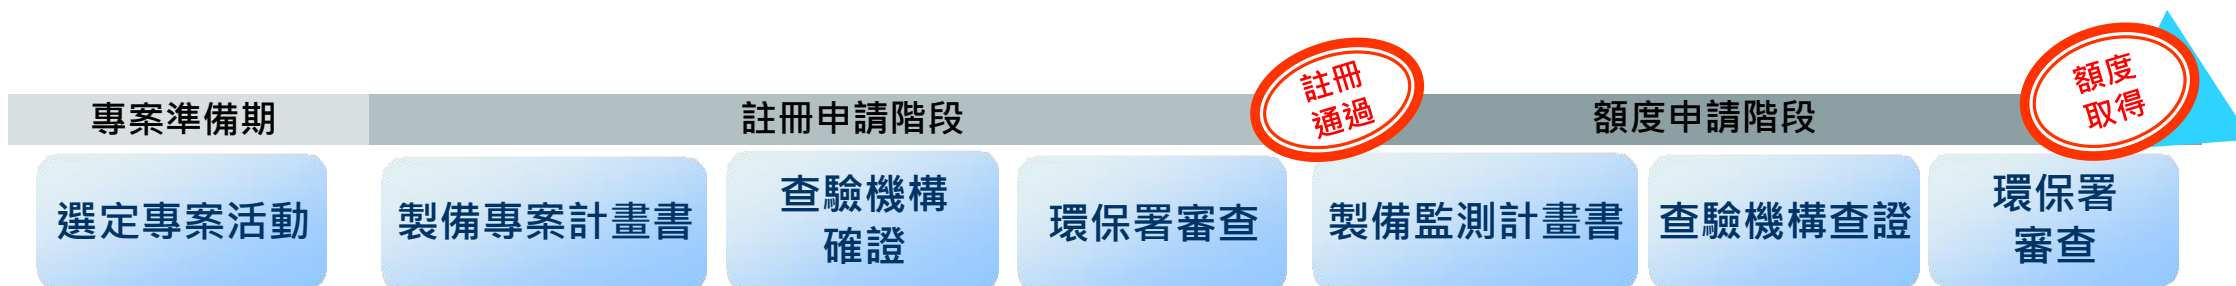 專案準備期
註冊申請階段
註冊
通過
額度申請階段
額度
取得
選定專案活動
製備專案計畫書
查驗機構
確證
環保署審查
製備監測計畫書
查驗機構查證
環保署
審查